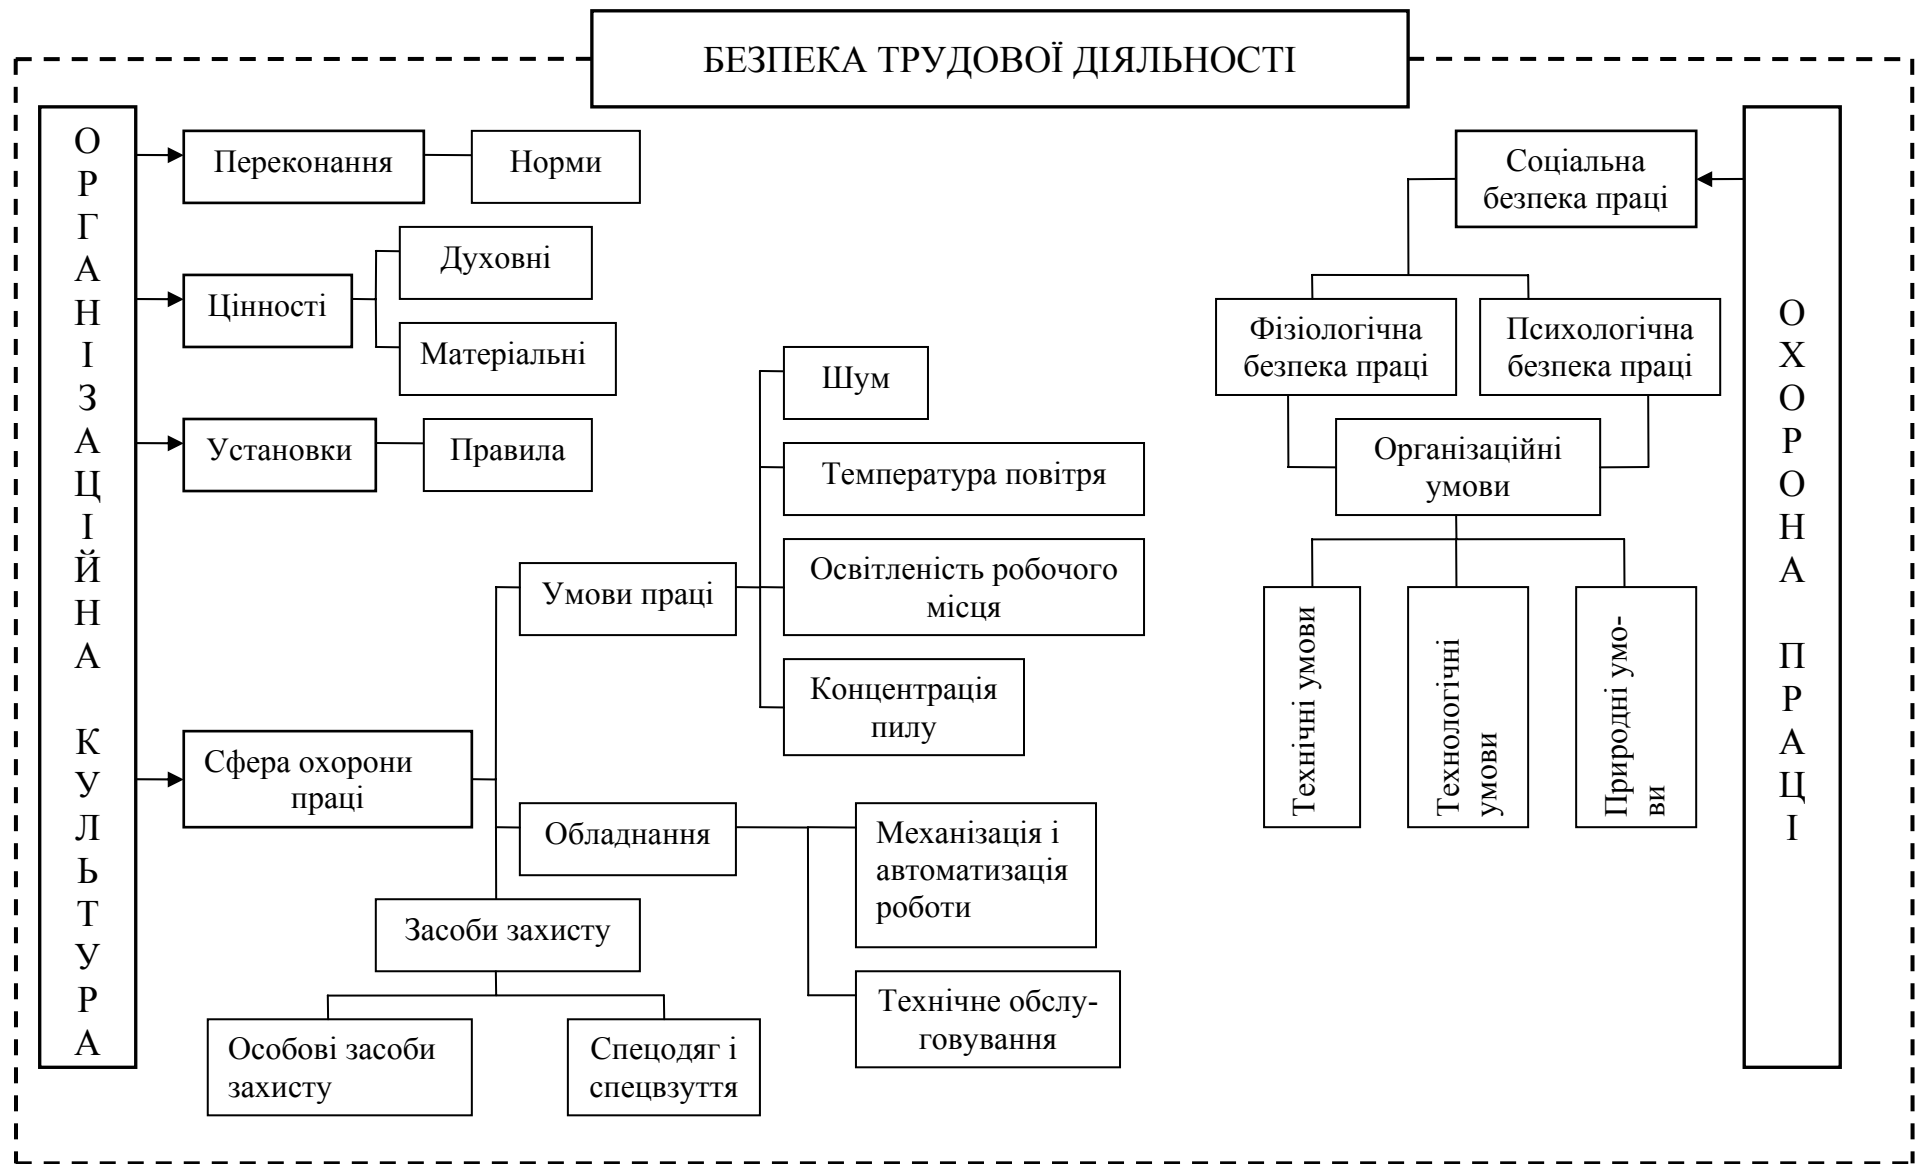 БЕЗПЕКА ТРУДОВОЇ ДІЯЛЬНОСТІ
ОРГАНІЗАЦІЙНА КУЛЬТУРА
Переконання
Норми
Цінності
Духовні
Матеріальні
Установки
Правила
Сфера охорони
праці
Умови праці
Шум
Температура повітря
Освітленість робочого
місця
Концентрація
пилу
Обладнання
Механізація і
автоматизація
роботи
Технічне обслу-
говування
Засоби захисту
Особові засоби
захисту
Спецодяг і
спецвзуття
Соціальна
безпека праці
Фізіологічна
безпека праці
Психологічна
безпека праці
Організаційні
умови
Технічні умови
Технологічні
умови
Природні умо-
ви
ОХОРОНА ПРАЦІ